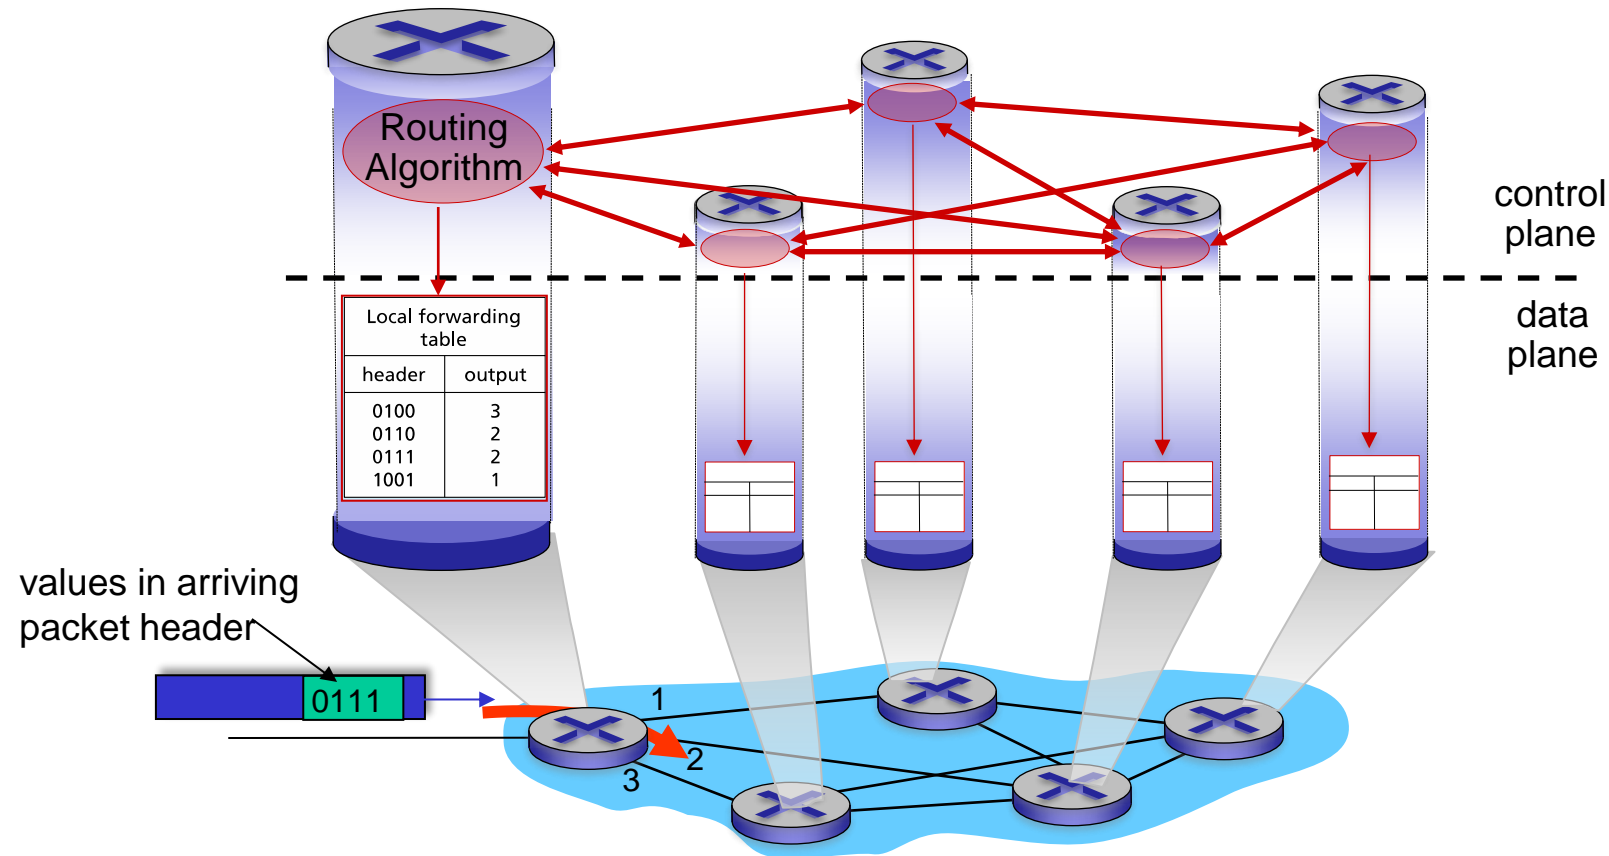 Routing
Algorithm
control
plane
data
plane
Local forwarding
table
header output
0100 3
0110 2
0111 2
1001 1
values in arriving
packet header
0111
1
2
3